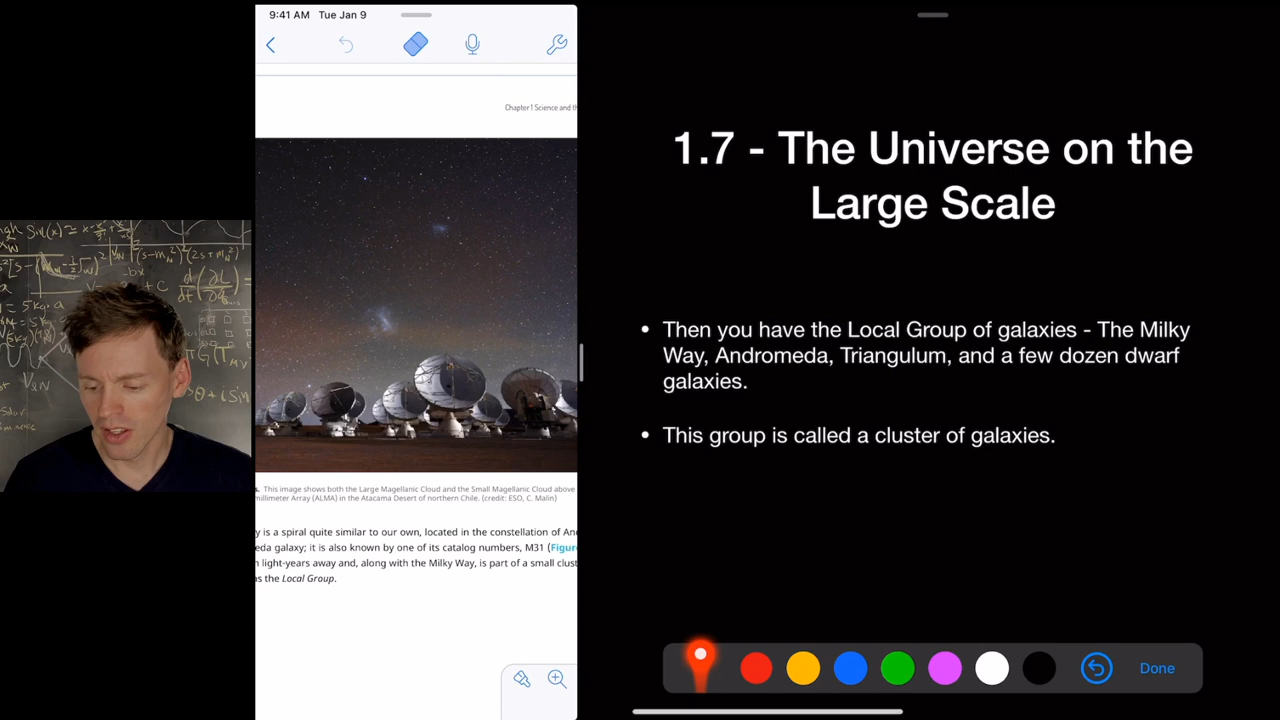 9:41 AM Tue Jan 9
Chapter 1 Science and th
1.7 - The Universe on the
Large Scale
• Then you have the Local Group of galaxies - The Milky
Way, Andromeda, Triangulum, and a few dozen dwarf
galaxies.
• This group is called a cluster of galaxies.
This image shows both the Large Magellanic Cloud and the Small Magellanic Cloud above
millimeter Array (ALMA) in the Atacama Desert of northern Chile. (credit: ESO, C. Malin)
y is a spiral quite similar to our own, located in the constellation of An
eda galaxy; it is also known by one of its catalog numbers, M31 (Figur
light-years away and, along with the Milky Way, is part of a small clust
the Local Group.
Done